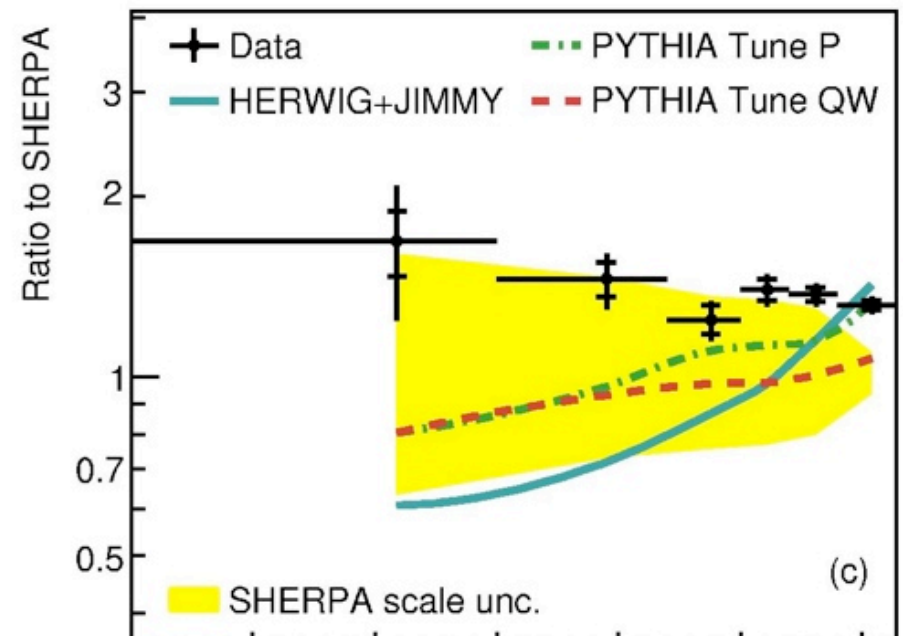 Ratio to SHERPA
Data
HERWIG+JIMMY
PYTHIA Tune P
PYTHIA Tune QW
3
2
1
0.7
0.5
(c)
SHERPA scale unc.